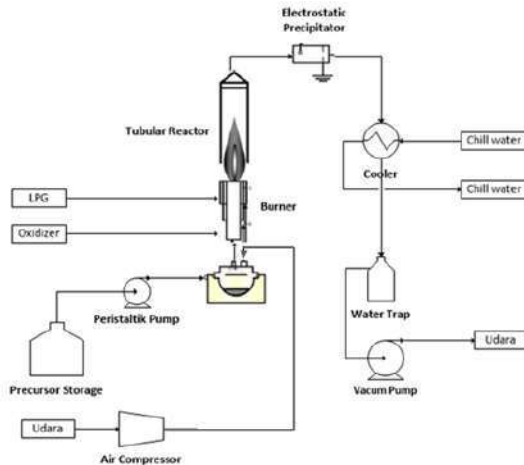 Electrostatic
Precipitator
Tubular Reactor
Chill water
Cooler
Chill water
LPG
Burner
Oxidizer
Peristaltik Pump
Water Trap
Udara
Precursor Storage
Vacum Pump
Udara
Air Compressor